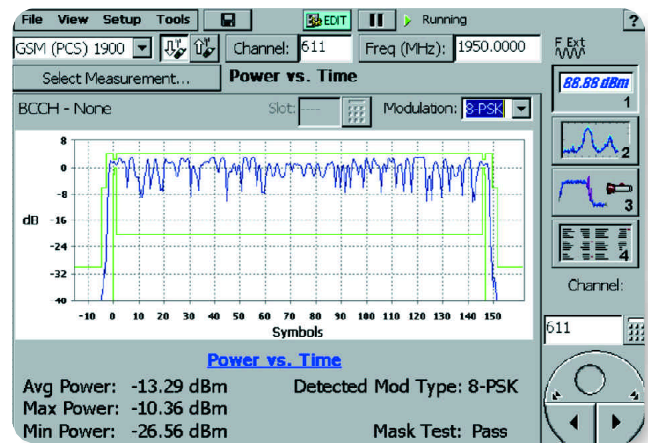 File View Setup Tools EDIT Running ?
GSM (PCS) 1900 Channel: 611 Freq (MHz): 1950.0000 F Ext
Select Measurement... Power vs. Time
BCCH - None Slot: ---- Modulation: 8-PSK
88.88 dBm
1
2
3
4
8
0
-8
dB -16
-24
-32
40
-10 0 10 20 30 40 50 60 70 80 90 100 110 120 130 140 150
Symbols
Channel:
611
Power vs. Time
Avg Power: -13.29 dBm Detected Mod Type: 8-PSK
Max Power: -10.36 dBm
Min Power: -26.56 dBm Mask Test: Pass